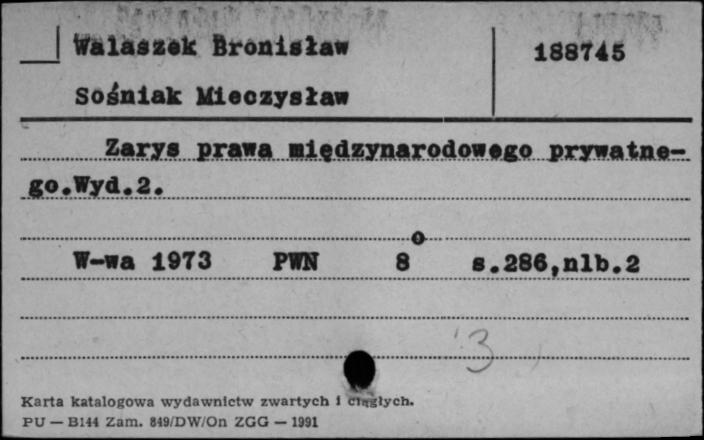 Walaszek Bronisław 188745
Sośniak Mieczysław
Zarys prawa międzynarodowego prywatne-
go.Wyd.2.
W-wa 1973 PWN 8o s.286,nlb.2
3
Karta katalogowa wydawnictw zwartych i ciągłych.
PU — B144 Zam. 849/DW/On ZGG — 1991